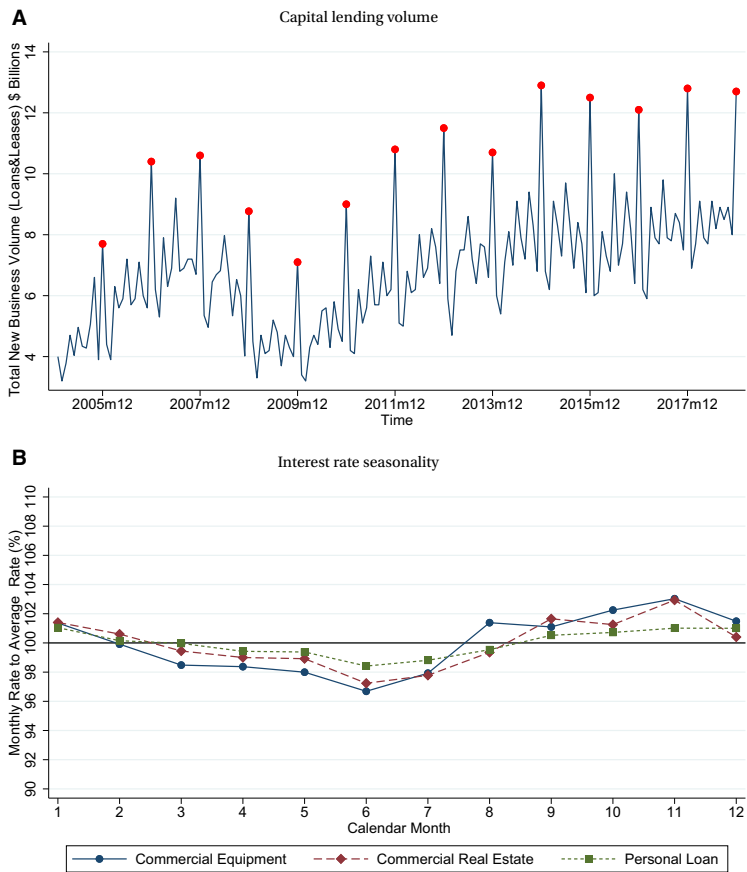 A
Capital lending volume
Total New Business Volume (Loans&Leases) $ Billions
14
12
10
8
6
4
2005m12 2007m12 2009m12 2011m12 2013m12 2015m12 2017m12
Time
B
Interest rate seasonality
Monthly Rate to Average Rate (%)
110
108
106
104
102
100
98
96
94
92
90
1 2 3 4 5 6 7 8 9 10 11 12
Calendar Month
Commercial Equipment Commercial Real Estate Personal Loan